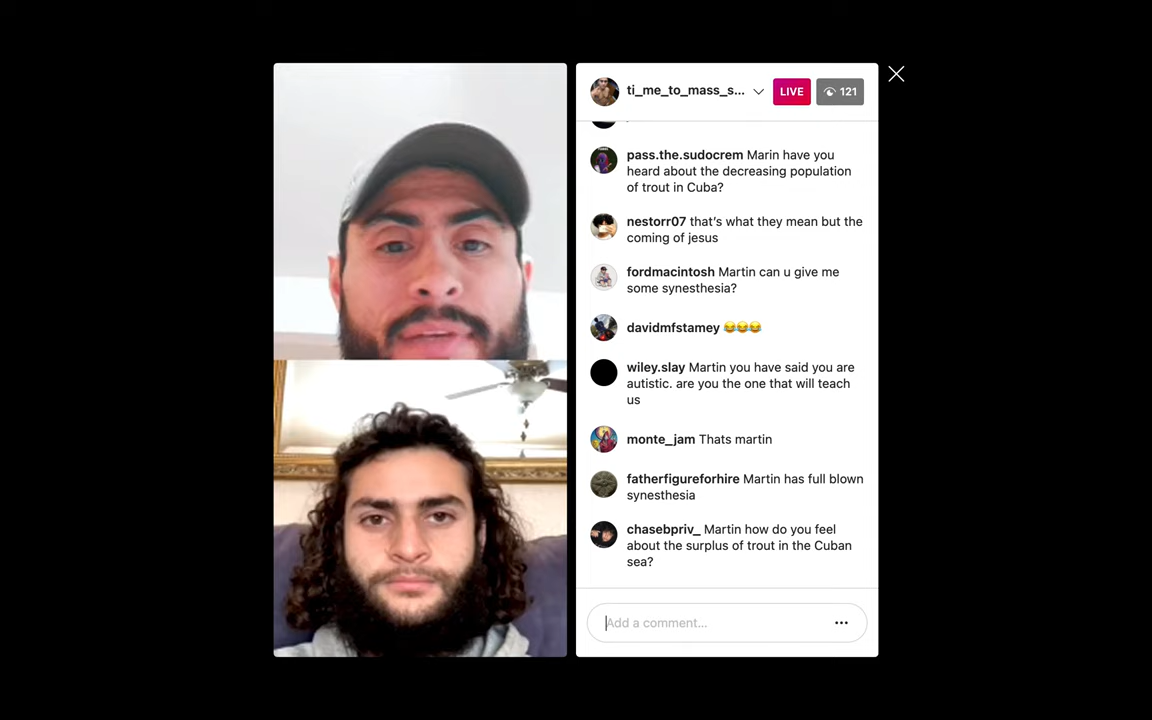 ti_me_to_mass_s...
LIVE
121
pass.the.sudocrem Marin have you
heard about the decreasing population
of trout in Cuba?
nestorr07 that's what they mean but the
coming of jesus
fordmacintosh Martin can u give me
some synesthesia?
davidmfstamey 😂😂😂
wiley.slay Martin you have said you are
autistic. are you the one that will teach
us
monte_jam Thats martin
fatherfigureforhire Martin has full blown
synesthesia
chasebpriv_ Martin how do you feel
about the surplus of trout in the Cuban
sea?
Add a comment...